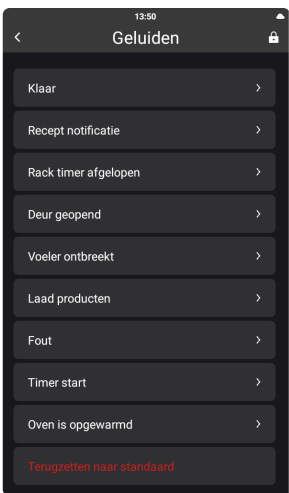 13:50
Geluiden
Klaar
Recept notificatie
Rack timer afgelopen
Deur geopend
Voeler ontbreekt
Laad producten
Fout
Timer start
Oven is opgewarmd
Terugzetten naar standaard